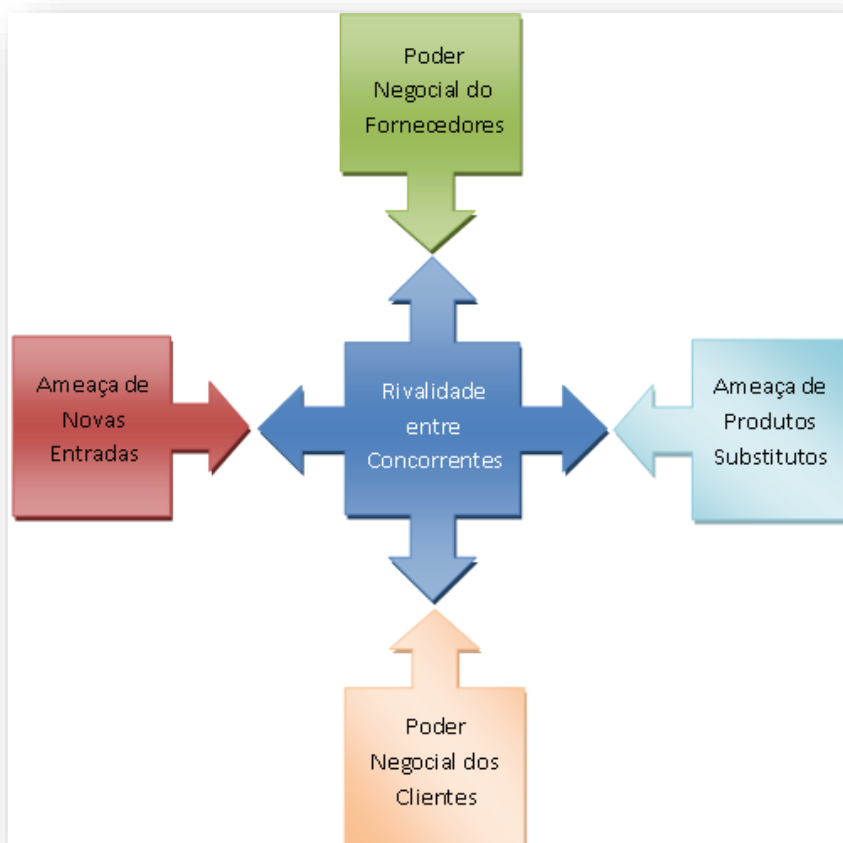 Poder
Negocial do
Fornecedores
Ameaça de
Novas
Entradas
Rivalidade
entre
Concorrentes
Ameaça de
Produtos
Substitutos
Poder
Negocial dos
Clientes